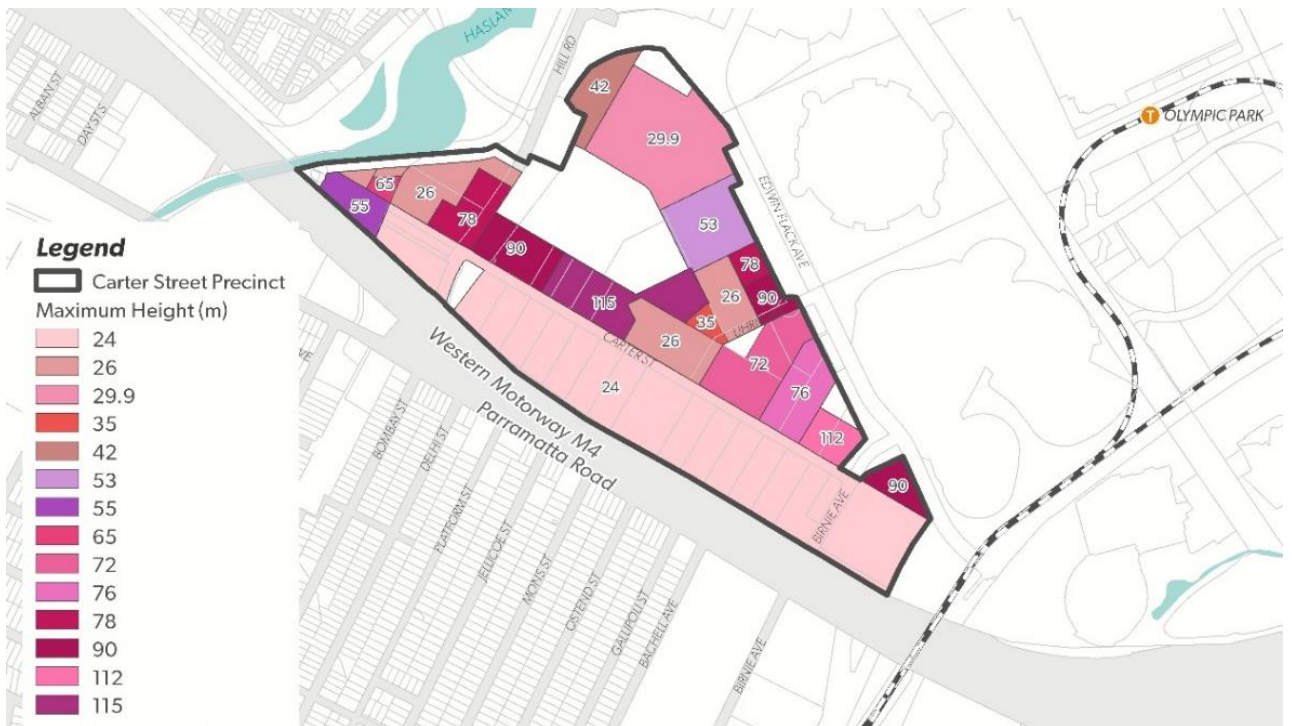 HASLAM
HILL RD
ALBAN ST
DAY ST S
T OLYMPIC PARK
EDWIN FLACK AVE
42
29.9
65
26
55
78
53
90
78
115
26
90
35
UHRI
26
CARTER ST
72
24
76
112
90
BIRNIE AVE
Western Motorway M4
Parramatta Road
AVE
BOMBAY ST
DELHI ST
PLATFORM ST
JELLICOE ST
MONS ST
OSTEND ST
GALLIPOLI ST
BACHELL AVE
BIRNIE AVE
Legend
Carter Street Precinct
Maximum Height (m)
24
26
29.9
35
42
53
55
65
72
76
78
90
112
115